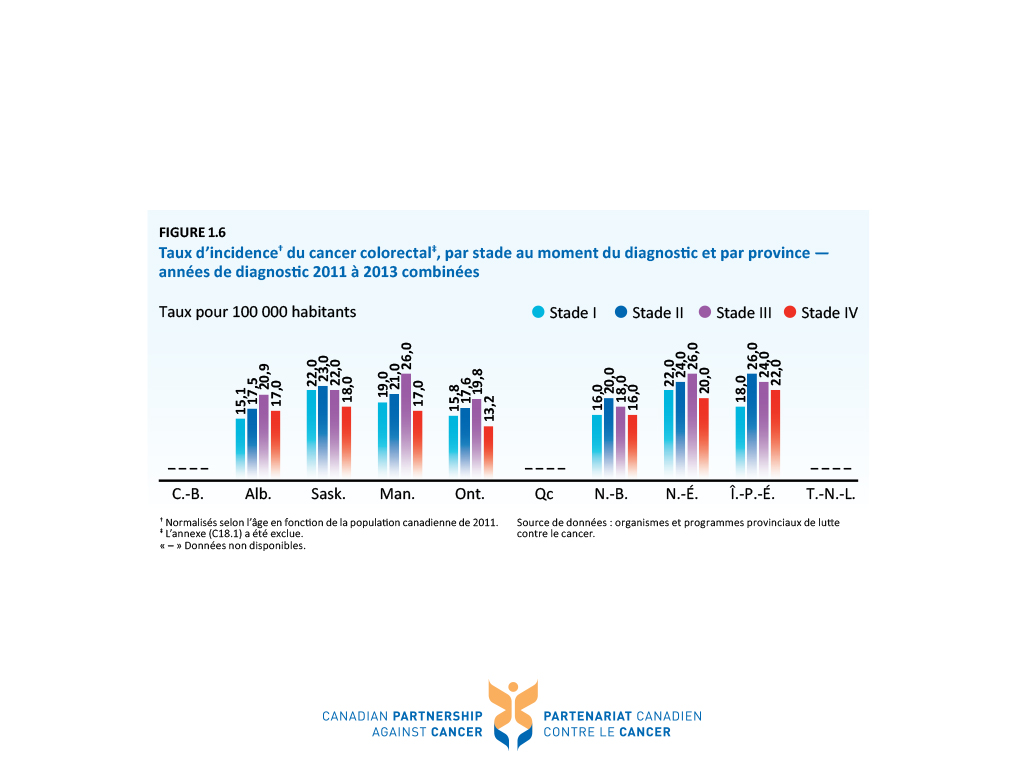 FIGURE 1.6
Taux d'incidence† du cancer colorectal‡, par stade au moment du diagnostic et par province —
années de diagnostic 2011 à 2013 combinées
Taux pour 100 000 habitants
Stade I Stade II Stade III Stade IV
15,1 17,5 20,9 17,0 22,0 23,0 22,0 18,0 19,0 21,0 26,0 17,0 15,8 17,6 19,8 13,2 16,0 20,0 18,0 16,0 22,0 24,0 26,0 20,0 18,0 26,0 24,0 22,0
– – – – – – – – – – – –
C.-B. Alb. Sask. Man. Ont. Qc N.-B. N.-É. Î.-P.-É. T.-N.-L.
† Normalisés selon l'âge en fonction de la population canadienne de 2011.
‡ L'annexe (C18.1) a été exclue.
« – » Données non disponibles.
Source de données : organismes et programmes provinciaux de lutte
contre le cancer.
CANADIAN PARTNERSHIP
AGAINST CANCER
PARTENARIAT CANADIEN
CONTRE LE CANCER